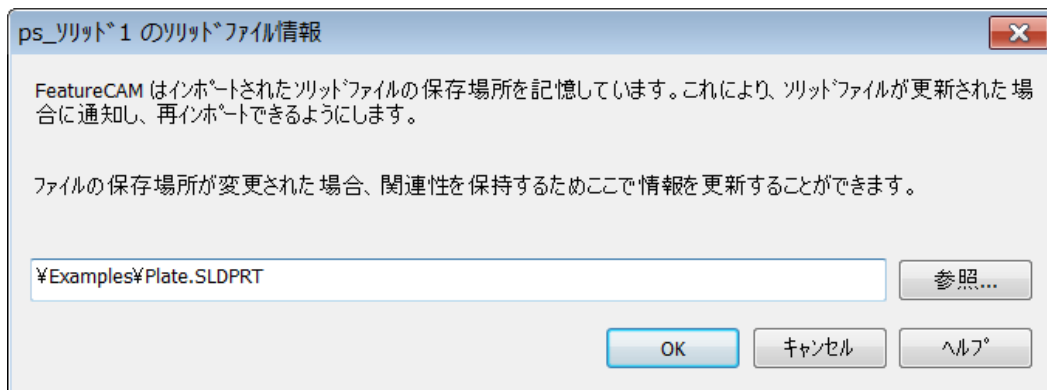 ps_ｿﾘｯﾄﾞ1 のｿﾘｯﾄﾞﾌｧｲﾙ情報
FeatureCAM はインポートされたソリッドファイルの保存場所を記憶しています。これにより、ソリッドファイルが更新された場
合に通知し、再インポートできるようにします。
ファイルの保存場所が変更された場合、関連性を保持するためここで情報を更新することができます。
¥Examples¥Plate.SLDPRT
参照...
OK
キャンセル
ヘルプ